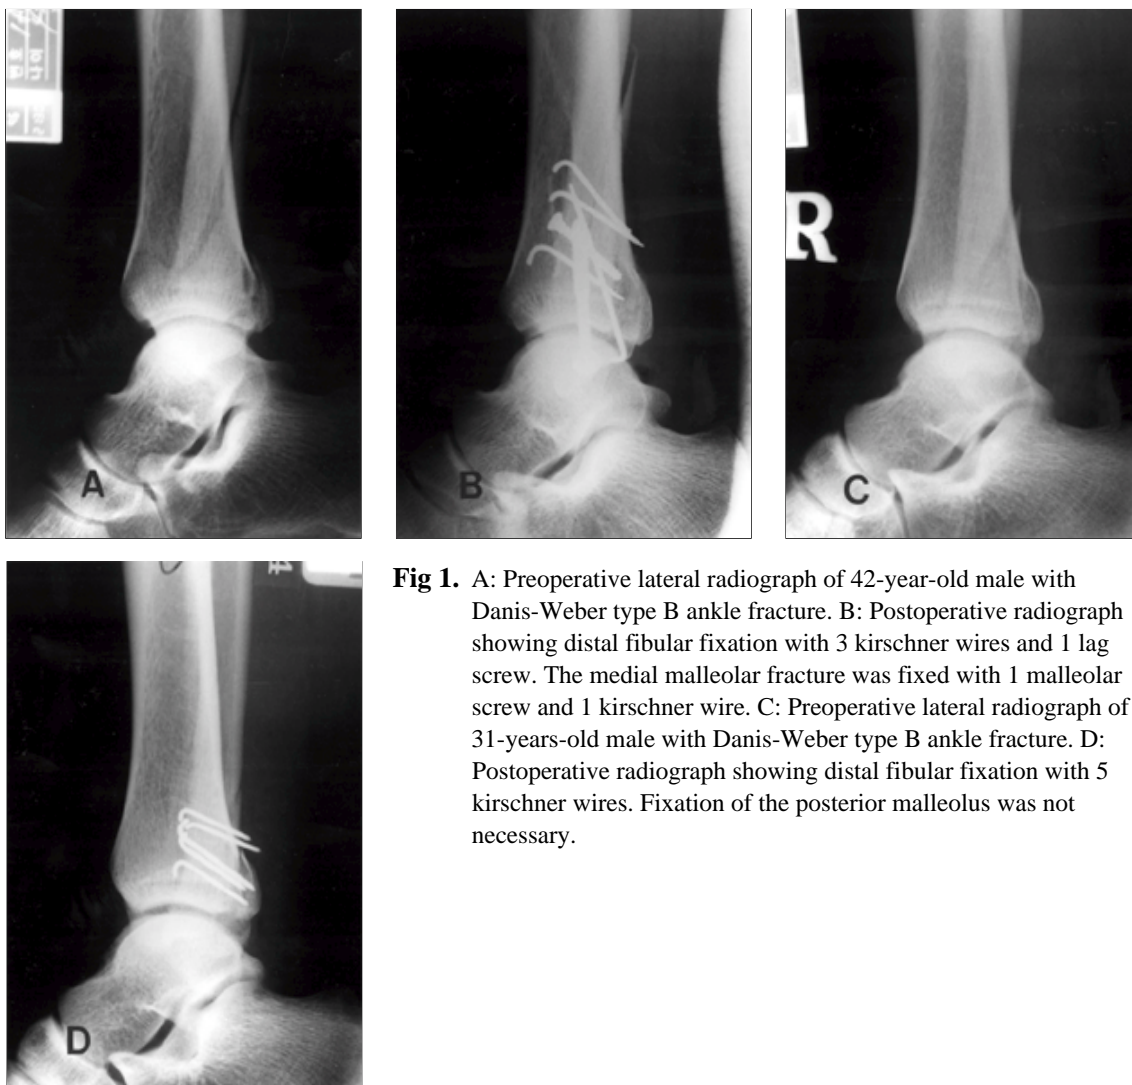 A
B
R
C
Fig 1. A: Preoperative lateral radiograph of 42-year-old male with
Danis-Weber type B ankle fracture. B: Postoperative radiograph
showing distal fibular fixation with 3 kirschner wires and 1 lag
screw. The medial malleolar fracture was fixed with 1 malleolar
screw and 1 kirschner wire. C: Preoperative lateral radiograph of
31-years-old male with Danis-Weber type B ankle fracture. D:
Postoperative radiograph showing distal fibular fixation with 5
kirschner wires. Fixation of the posterior malleolus was not
necessary.
D